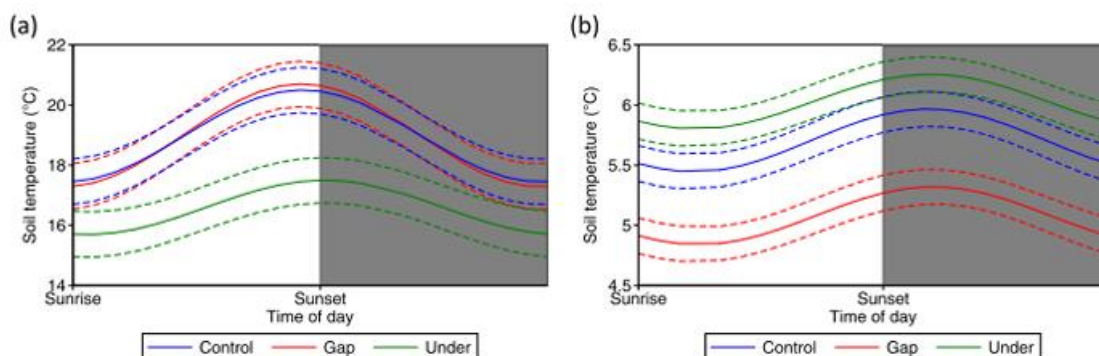 (a)
Soil temperature (°C)
22
20
18
16
14
Sunrise
Sunset
Time of day
Control
Gap
Under
(b)
Soil temperature (°C)
6.5
6
5.5
5
4.5
Sunrise
Sunset
Time of day
Control
Gap
Under